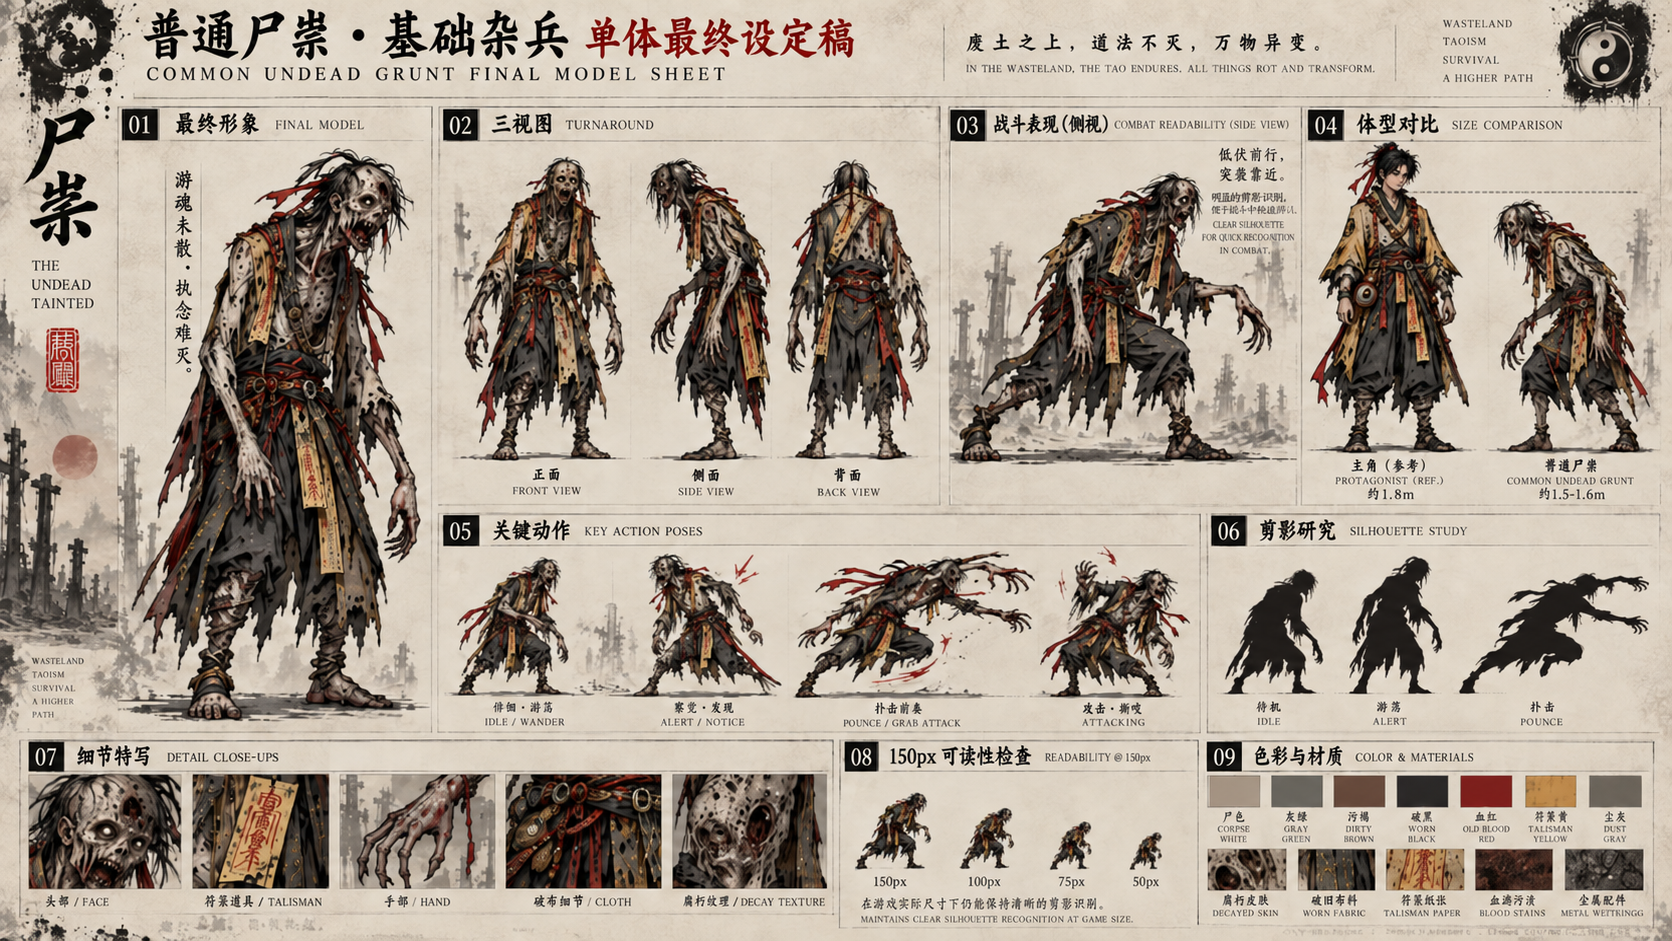 普通尸祟·基础杂兵 单体最终设定稿
COMMON UNDEAD GRUNT FINAL MODEL SHEET
废土之上，道法不灭，万物异变。
IN THE WASTELAND, THE TAO ENDURES. ALL THINGS ROT AND TRANSFORM.
WASTELAND
TAOISM
SURVIVAL
A HIGHER PATH
尸祟
THE
UNDEAD
TAINTED
WASTELAND
TAOISM
SURVIVAL
A HIGHER
PATH
01 最终形象 FINAL MODEL
游魂未散·执念难灭。
02 三视图 TURNAROUND
正面
FRONT VIEW
侧面
SIDE VIEW
背面
BACK VIEW
03 战斗表现(侧视) COMBAT READABILITY (SIDE VIEW)
低伏前行，
突袭靠近。
CLEAR SILHOUETTE
FOR QUICK RECOGNITION
IN COMBAT.
04 体型对比 SIZE COMPARISON
主角（参考）
PROTAGONIST (REF.)
约1.8m
普通尸祟
COMMON UNDEAD GRUNT
约1.5-1.6m
05 关键动作 KEY ACTION POSES
徘徊·游荡
IDLE / WANDER
察觉·发现
ALERT / NOTICE
扑击前奏
POUNCE / GRAB ATTACK
攻击·撕咬
ATTACKING
06 剪影研究 SILHOUETTE STUDY
待机
IDLE
游荡
ALERT
扑击
POUNCE
07 细节特写 DETAIL CLOSE-UPS
头部 / FACE
符箓道具 / TALISMAN
手部 / HAND
破布细节 / CLOTH
腐朽纹理 / DECAY TEXTURE
08 150px 可读性检查 READABILITY @ 150px
150px
100px
75px
50px
在游戏实际尺寸下仍能保持清晰的剪影识别。
MAINTAINS CLEAR SILHOUETTE RECOGNITION AT GAME SIZE.
09 色彩与材质 COLOR & MATERIALS
尸色
CORPSE
WHITE
灰绿
GRAY
GREEN
污褐
DIRTY
BROWN
破黑
WORN
BLACK
血红
OLD BLOOD
RED
符箓黄
TALISMAN
YELLOW
尘灰
DUST
GRAY
腐朽皮肤
DECAYED SKIN
破旧布料
WORN FABRIC
符箓纸张
TALISMAN PAPER
血渍污渍
BLOOD STAINS
金属配件
METAL WETTRINGG